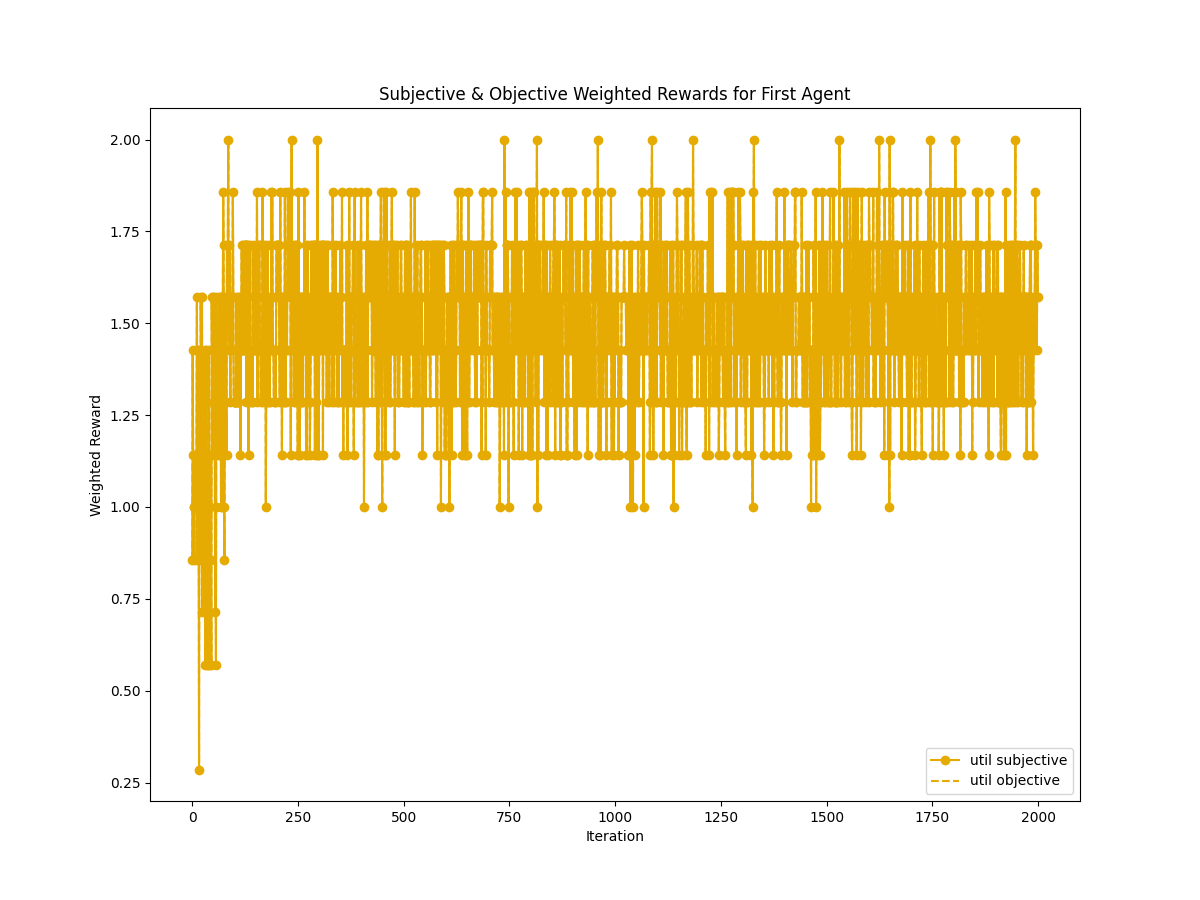 Subjective & Objective Weighted Rewards for First Agent
2.00
1.75
1.50
1.25
1.00
0.75
0.50
0.25
Weighted Reward
util subjective
util objective
0 250 500 750 1000 1250 1500 1750 2000
Iteration